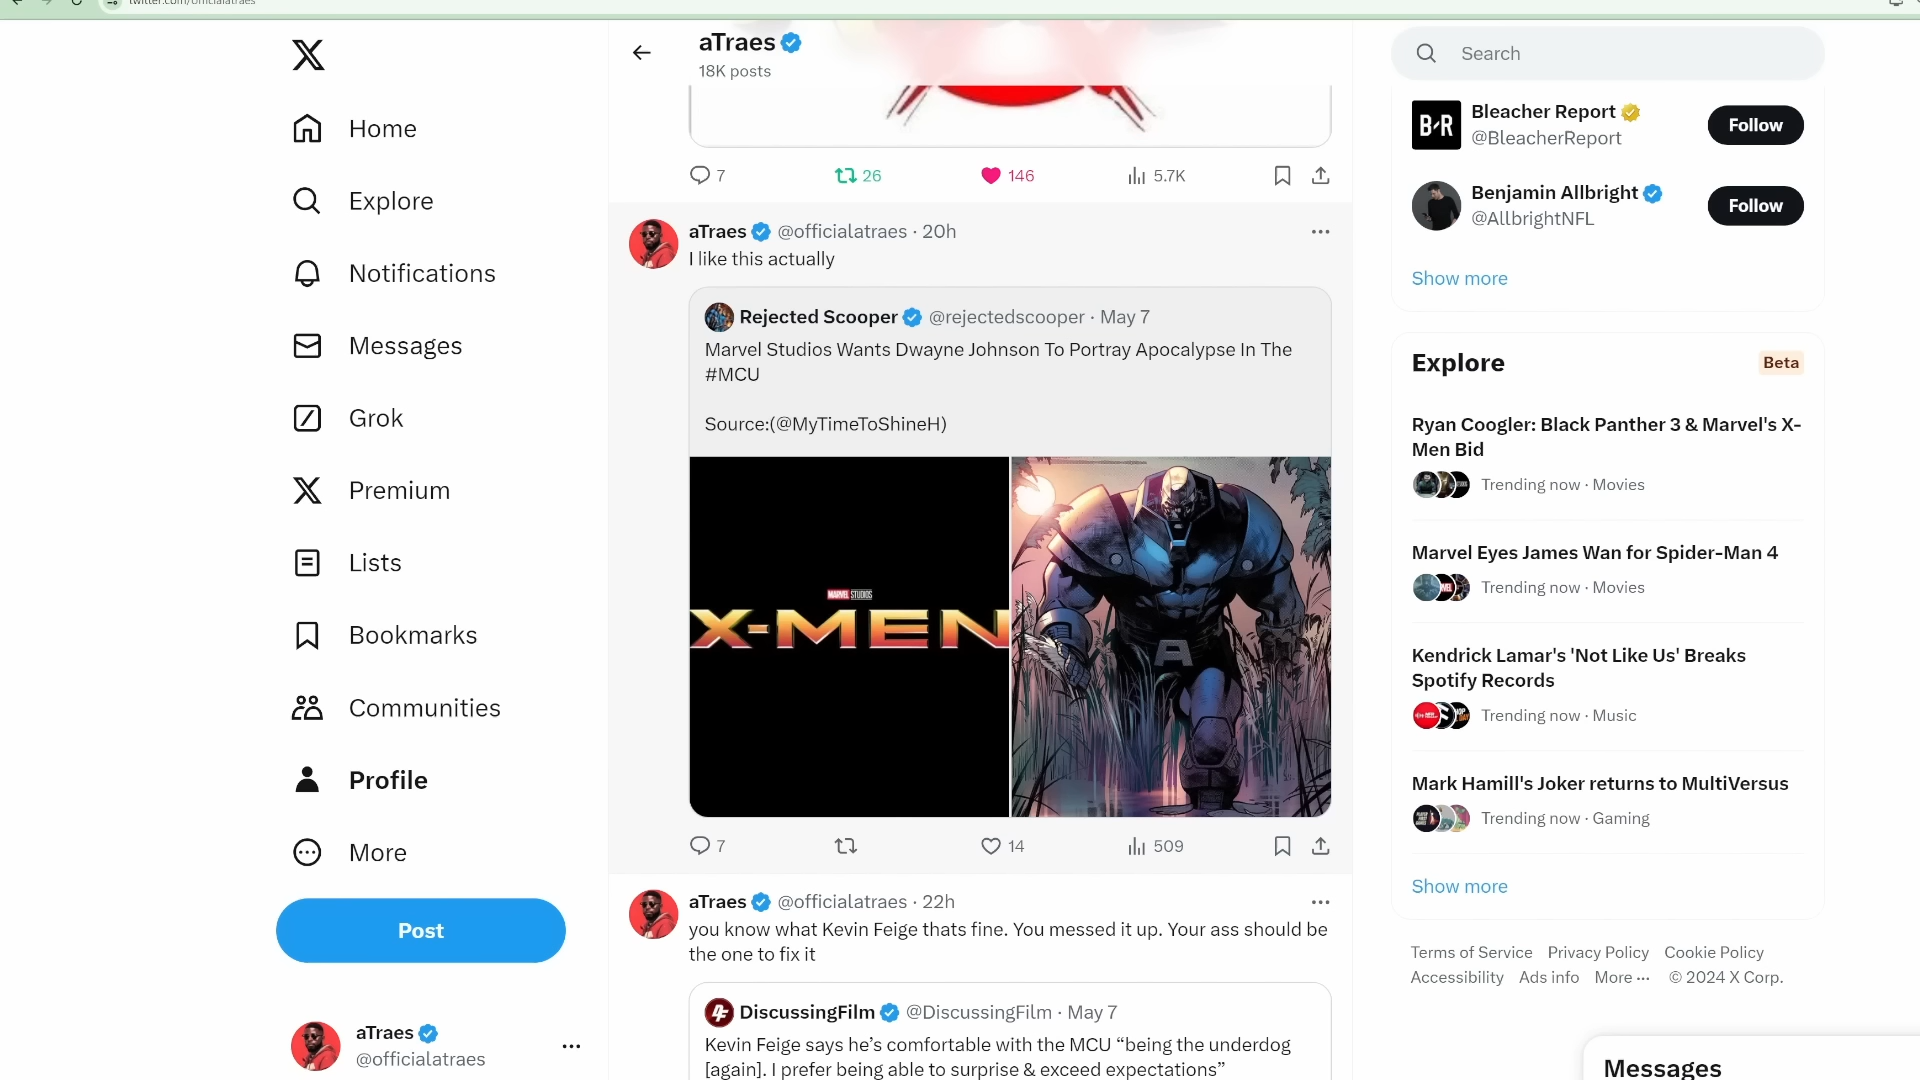 twitter.com/officialatraes
Home
Explore
Notifications
Messages
Grok
Premium
Lists
Bookmarks
Communities
Profile
More
Post
aTraes
@officialatraes
aTraes
18K posts
7 26 146 5.7K
aTraes @officialatraes · 20h
I like this actually
Rejected Scooper @rejectedscooper · May 7
Marvel Studios Wants Dwayne Johnson To Portray Apocalypse In The
#MCU
Source:(@MyTimeToShineH)
MARVEL STUDIOS
X-MEN
A
7 14 509
aTraes @officialatraes · 22h
you know what Kevin Feige thats fine. You messed it up. Your ass should be
the one to fix it
DiscussingFilm @DiscussingFilm · May 7
Kevin Feige says he’s comfortable with the MCU “being the underdog
[again]. I prefer being able to surprise & exceed expectations”
Search
B/R
Bleacher Report
@BleacherReport
Follow
Benjamin Allbright
@AllbrightNFL
Follow
Show more
Explore
Beta
Ryan Coogler: Black Panther 3 & Marvel's X-
Men Bid
Trending now · Movies
Marvel Eyes James Wan for Spider-Man 4
Trending now · Movies
Kendrick Lamar's 'Not Like Us' Breaks
Spotify Records
Trending now · Music
Mark Hamill's Joker returns to MultiVersus
Trending now · Gaming
Show more
Terms of Service Privacy Policy Cookie Policy
Accessibility Ads info More ··· © 2024 X Corp.
Messages